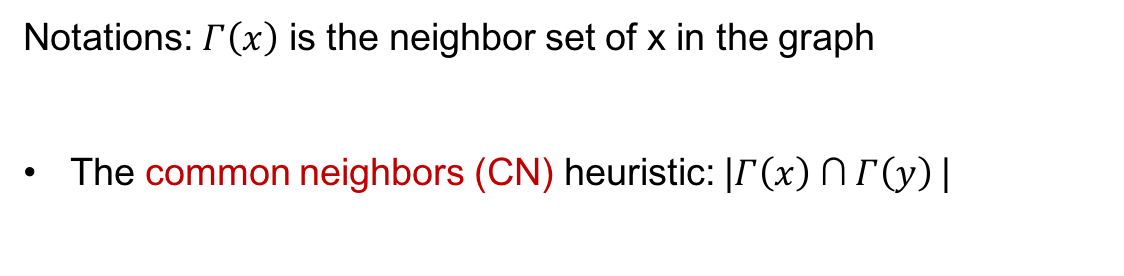 Notations: 𝛤(𝑥) is the neighbor set of x in the graph
• The common neighbors (CN) heuristic: |𝛤(𝑥) ∩ 𝛤(𝑦) |